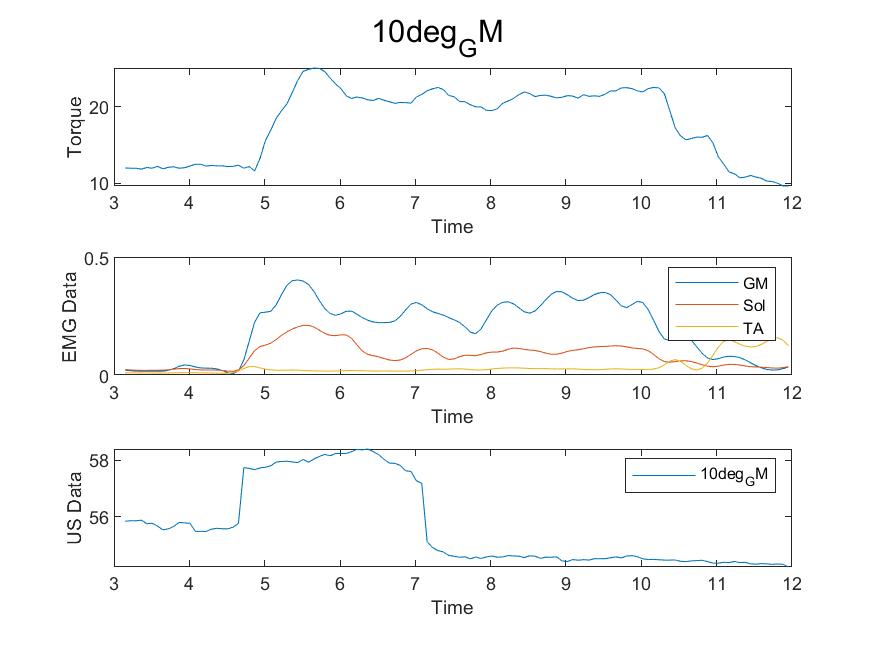 10deg_GM
20
10
Torque
3 4 5 6 7 8 9 10 11 12
Time
0.5
0
EMG Data
GM
Sol
TA
3 4 5 6 7 8 9 10 11 12
Time
58
56
US Data
10deg_GM
3 4 5 6 7 8 9 10 11 12
Time